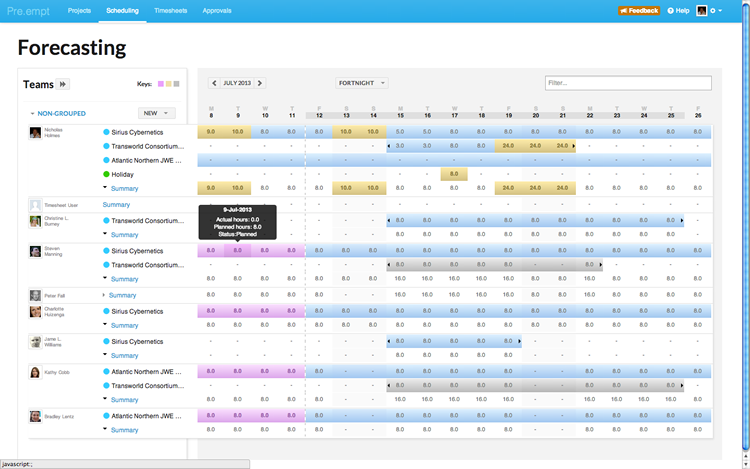 Pre.empt Projects Scheduling Timesheets Approvals Feedback Help
Forecasting
Teams Keys: JULY 2013 FORTNIGHT Filter...
NON-GROUPED NEW
M T W T F S S M T W T F S S M T W T F
8 9 10 11 12 13 14 15 16 17 18 19 20 21 22 23 24 25 26
Nicholas Holmes Sirius Cybernetics 9.0 10.0 8.0 8.0 8.0 10.0 10.0 5.0 5.0 8.0 8.0 8.0 8.0 8.0 8.0 8.0 8.0 8.0 8.0
Transworld Consortium... - - - - - - - 3.0 3.0 8.0 8.0 24.0 24.0 24.0 - - - - -
Atlantic Northern JWE ... - - - - - - - - - - - - - - - - - - -
Holiday - - - - - - - - - 8.0 - - - - - - - - -
Summary 9.0 10.0 8.0 8.0 8.0 10.0 10.0 8.0 8.0 8.0 8.0 24.0 24.0 24.0 8.0 8.0 8.0 8.0 8.0
Timesheet User Summary
Christine L. Burney Transworld Consortium... 8.0 8.0 8.0 8.0 8.0 8.0 8.0 8.0 8.0 8.0 8.0 -
Summary 8.0 8.0 8.0 8.0 8.0 8.0 8.0 8.0 8.0 8.0 8.0 -
9-Jul-2013
Actual hours: 0.0
Planned hours: 8.0
Status:Planned
Steven Manning Sirius Cybernetics 8.0 8.0 8.0 8.0 8.0 8.0 8.0 8.0 8.0 8.0 8.0 8.0 8.0 8.0 8.0 8.0 8.0 8.0 8.0
Transworld Consortium... - - - - - - - 8.0 8.0 8.0 8.0 8.0 8.0 8.0 8.0 - - - -
Summary 8.0 8.0 8.0 8.0 8.0 8.0 8.0 16.0 16.0 16.0 16.0 16.0 16.0 16.0 16.0 8.0 8.0 8.0 8.0
Peter Fall Summary 8.0 8.0 8.0 8.0 8.0 - - 16.0 16.0 16.0 16.0 16.0 8.0 8.0 16.0 16.0 16.0 16.0 8.0
Charlotte Huizenga Sirius Cybernetics 8.0 8.0 8.0 8.0 8.0 8.0 8.0 8.0 8.0 8.0 8.0 8.0 8.0 8.0 8.0 8.0 8.0 8.0 8.0
Summary 8.0 8.0 8.0 8.0 8.0 8.0 8.0 8.0 8.0 8.0 8.0 8.0 8.0 8.0 8.0 8.0 8.0 8.0 8.0
Jamie L. Williams Sirius Cybernetics - - - - - - - 8.0 8.0 8.0 8.0 8.0 - - - - - - -
Summary - - - - - - - 8.0 8.0 8.0 8.0 8.0 - - - - - - -
Kathy Cobb Atlantic Northern JWE ... 8.0 8.0 8.0 8.0 8.0 - - 8.0 8.0 8.0 8.0 8.0 - - 8.0 8.0 8.0 8.0 8.0
Transworld Consortium... - - - - - - - 8.0 8.0 8.0 8.0 8.0 - - 8.0 8.0 8.0 8.0 -
Summary 8.0 8.0 8.0 8.0 8.0 - - 16.0 16.0 16.0 16.0 16.0 - - 16.0 16.0 16.0 16.0 8.0
Bradley Lentz Atlantic Northern JWE ... 8.0 8.0 8.0 8.0 8.0 - - 8.0 8.0 8.0 8.0 8.0 - - 8.0 8.0 8.0 8.0 8.0
Summary 8.0 8.0 8.0 8.0 8.0 - - 8.0 8.0 8.0 8.0 8.0 - - 8.0 8.0 8.0 8.0 8.0
javascript:;